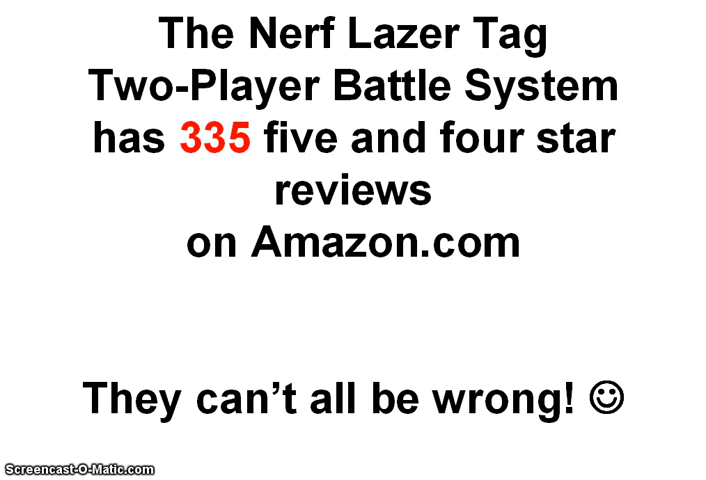 The Nerf Lazer Tag
Two-Player Battle System
has 335 five and four star
reviews
on Amazon.com
They can’t all be wrong! ☺
Screencast-O-Matic.com